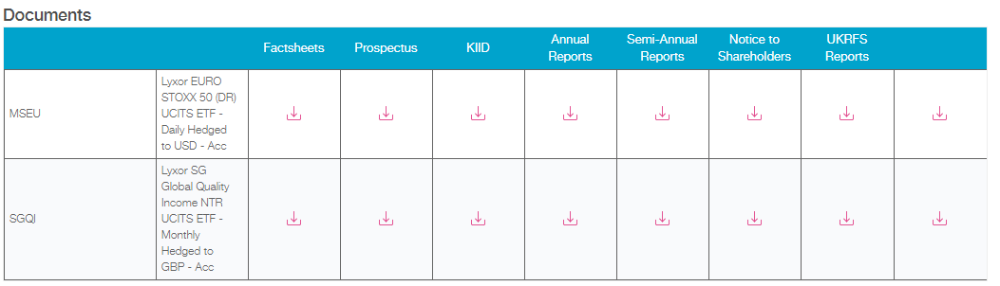 Documents
Factsheets
Prospectus
KIID
Annual
Reports
Semi-Annual
Reports
Notice to
Shareholders
UKRFS
Reports
MSEU
Lyxor EURO
STOXX 50 (DR)
UCITS ETF -
Daily Hedged
to USD - Acc
SGQI
Lyxor SG
Global Quality
Income NTR
UCITS ETF -
Monthly
Hedged to
GBP - Acc